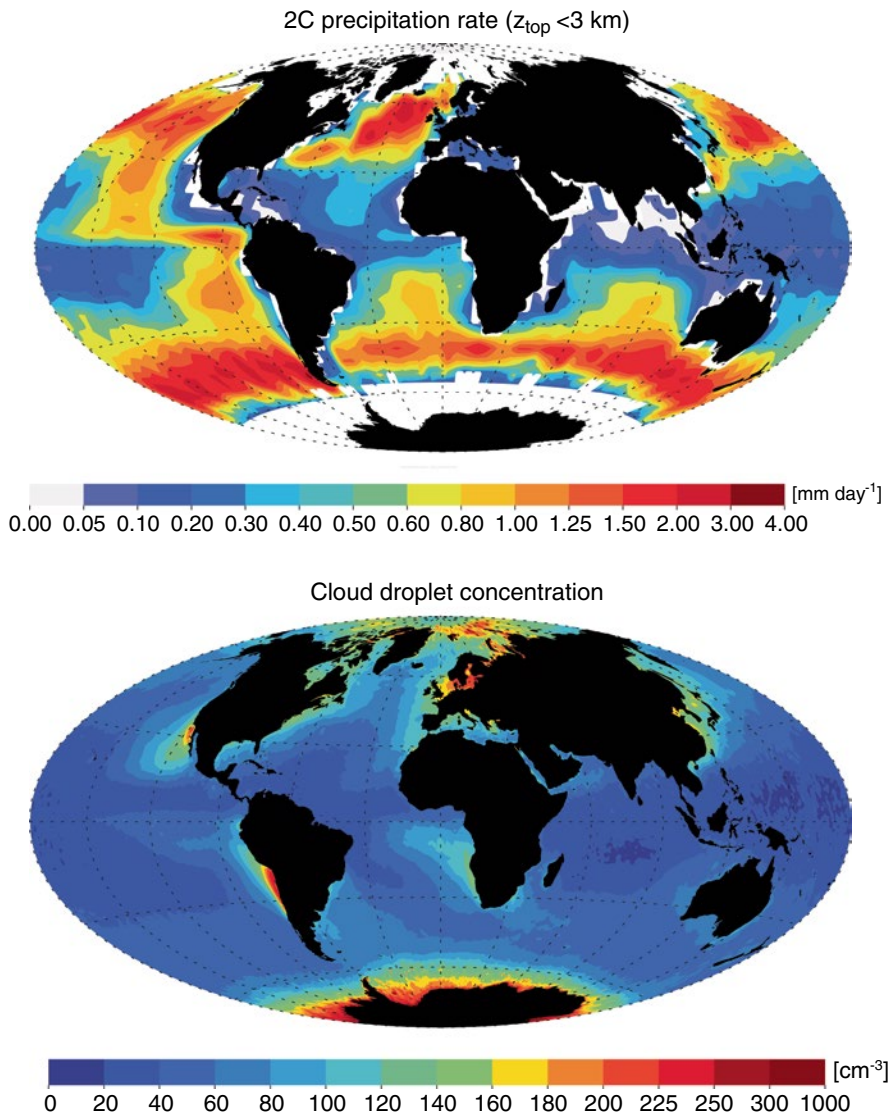 2C precipitation rate (z_top <3 km)
[mm day⁻¹]
0.00 0.05 0.10 0.20 0.30 0.40 0.50 0.60 0.80 1.00 1.25 1.50 2.00 3.00 4.00
Cloud droplet concentration
[cm⁻³]
0 20 40 60 80 100 120 140 160 180 200 225 250 300 1000